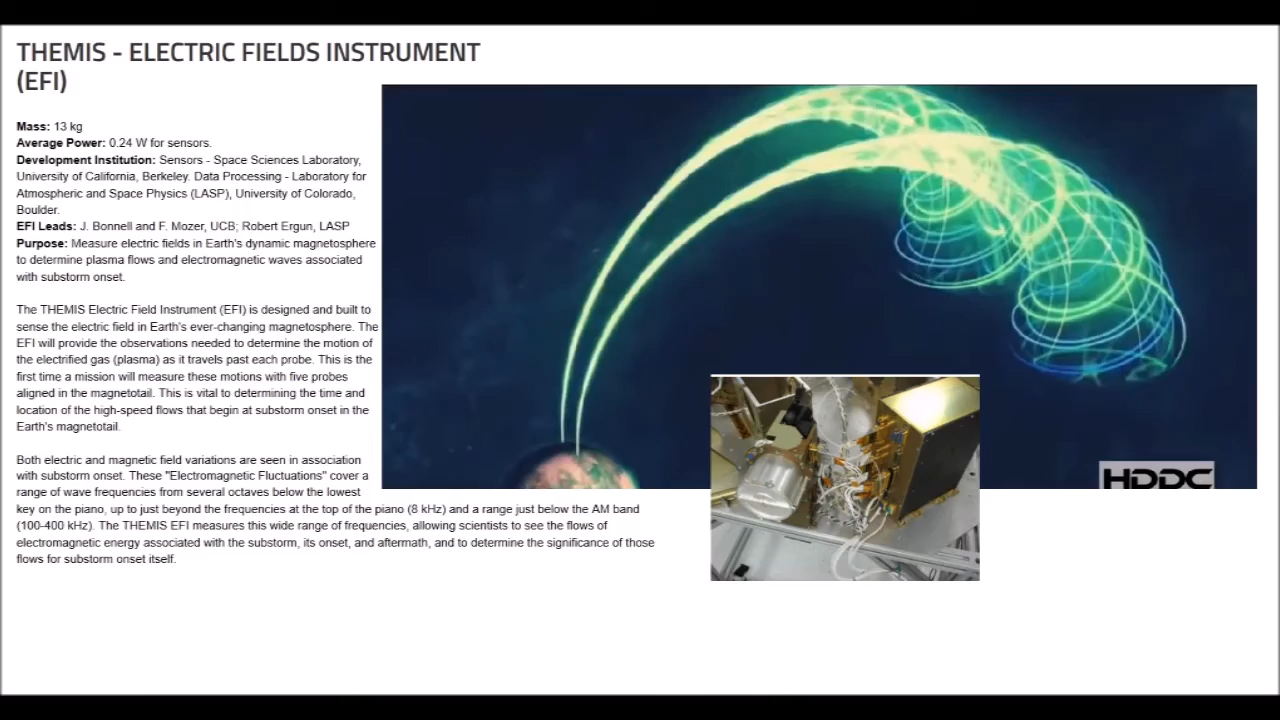 THEMIS - ELECTRIC FIELDS INSTRUMENT
(EFI)
Mass: 13 kg
Average Power: 0.24 W for sensors.
Development Institution: Sensors - Space Sciences Laboratory,
University of California, Berkeley. Data Processing - Laboratory for
Atmospheric and Space Physics (LASP), University of Colorado,
Boulder.
EFI Leads: J. Bonnell and F. Mozer, UCB; Robert Ergun, LASP
Purpose: Measure electric fields in Earth's dynamic magnetosphere
to determine plasma flows and electromagnetic waves associated
with substorm onset.
The THEMIS Electric Field Instrument (EFI) is designed and built to
sense the electric field in Earth's ever-changing magnetosphere. The
EFI will provide the observations needed to determine the motion of
the electrified gas (plasma) as it travels past each probe. This is the
first time a mission will measure these motions with five probes
aligned in the magnetotail. This is vital to determining the time and
location of the high-speed flows that begin at substorm onset in the
Earth's magnetotail.
Both electric and magnetic field variations are seen in association
with substorm onset. These "Electromagnetic Fluctuations" cover a
range of wave frequencies from several octaves below the lowest
key on the piano, up to just beyond the frequencies at the top of the piano (8 kHz) and a range just below the AM band
(100-400 kHz). The THEMIS EFI measures this wide range of frequencies, allowing scientists to see the flows of
electromagnetic energy associated with the substorm, its onset, and aftermath, and to determine the significance of those
flows for substorm onset itself.
HDDC